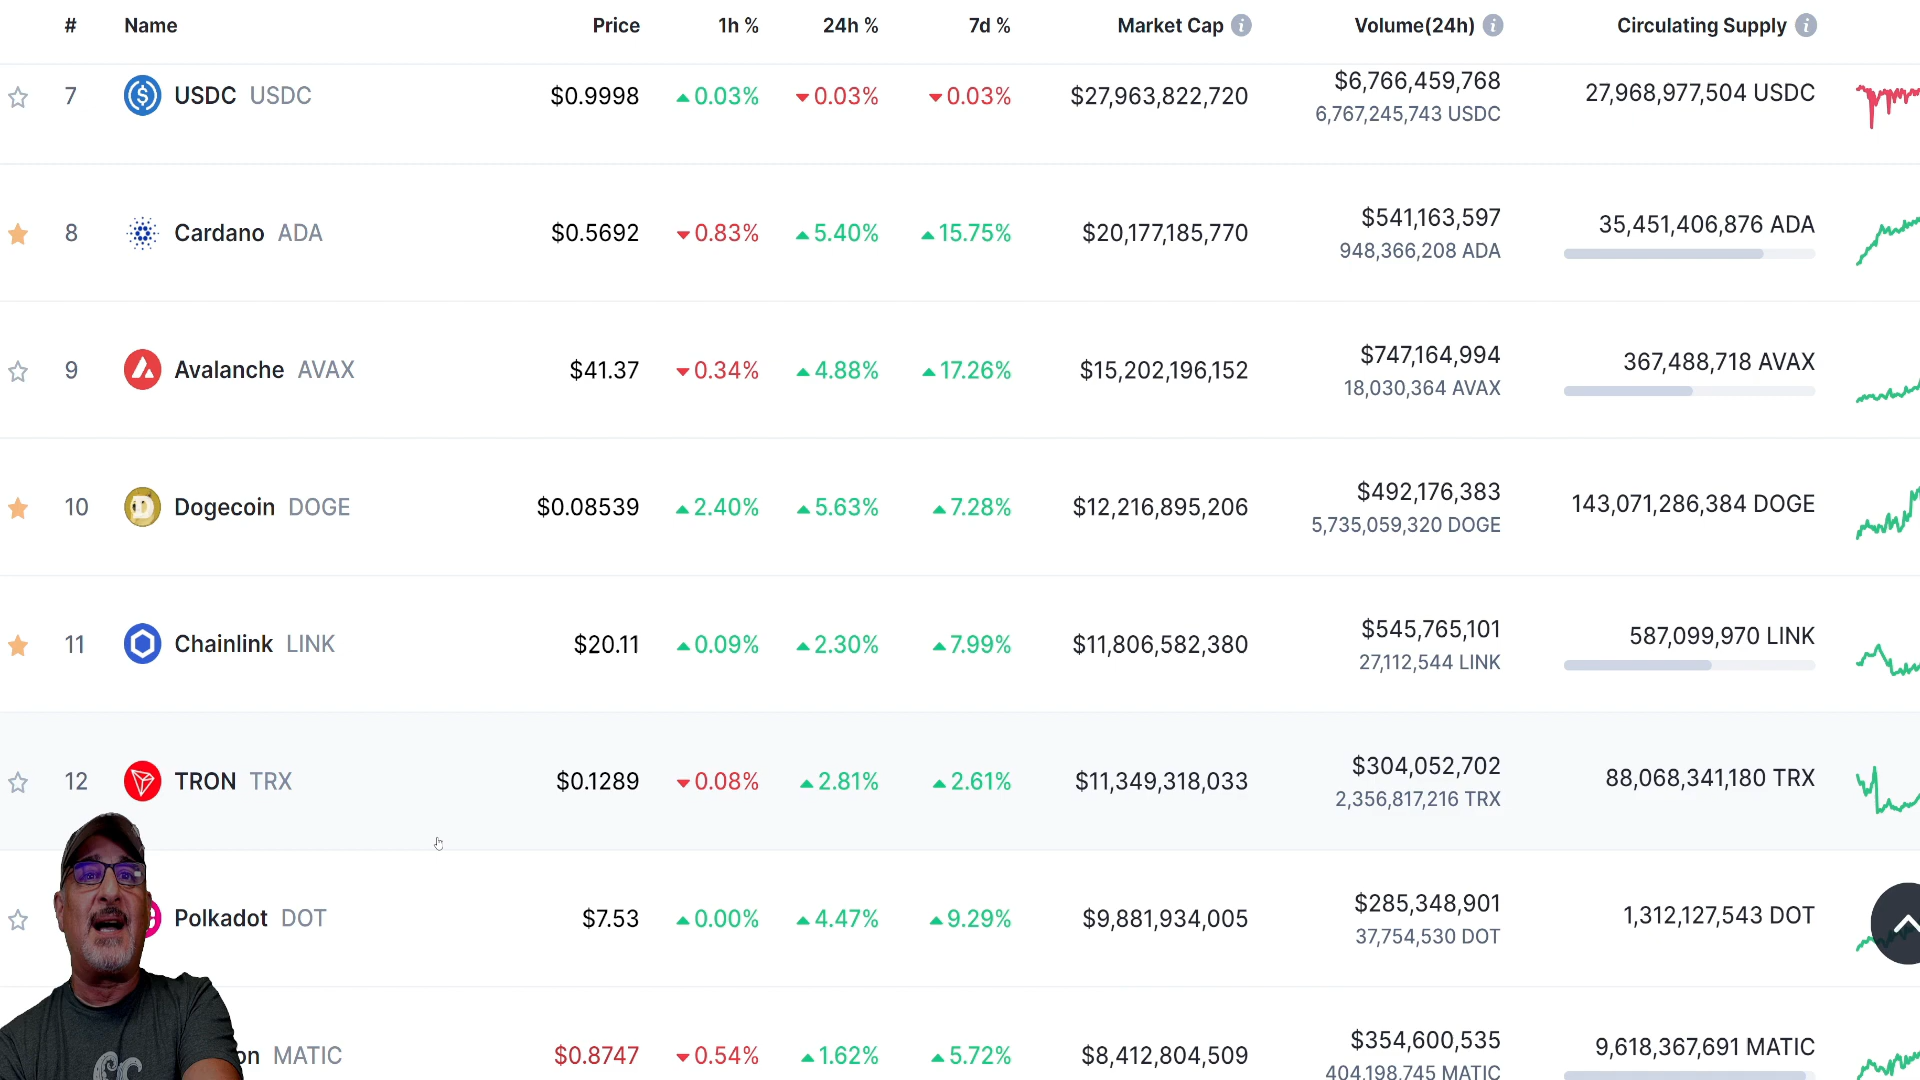 # Name Price 1h % 24h % 7d % Market Cap Volume(24h) Circulating Supply
7 USDC USDC $0.9998 0.03% 0.03% 0.03% $27,963,822,720 $6,766,459,768 27,968,977,504 USDC
6,767,245,743 USDC
8 Cardano ADA $0.5692 0.83% 5.40% 15.75% $20,177,185,770 $541,163,597 35,451,406,876 ADA
948,366,208 ADA
9 Avalanche AVAX $41.37 0.34% 4.88% 17.26% $15,202,196,152 $747,164,994 367,488,718 AVAX
18,030,364 AVAX
10 Dogecoin DOGE $0.08539 2.40% 5.63% 7.28% $12,216,895,206 $492,176,383 143,071,286,384 DOGE
5,735,059,320 DOGE
11 Chainlink LINK $20.11 0.09% 2.30% 7.99% $11,806,582,380 $545,765,101 587,099,970 LINK
27,112,544 LINK
12 TRON TRX $0.1289 0.08% 2.81% 2.61% $11,349,318,033 $304,052,702 88,068,341,180 TRX
2,356,817,216 TRX
Polkadot DOT $7.53 0.00% 4.47% 9.29% $9,881,934,005 $285,348,901 1,312,127,543 DOT
37,754,530 DOT
on MATIC $0.8747 0.54% 1.62% 5.72% $8,412,804,509 $354,600,535 9,618,367,691 MATIC
404,198,745 MATIC